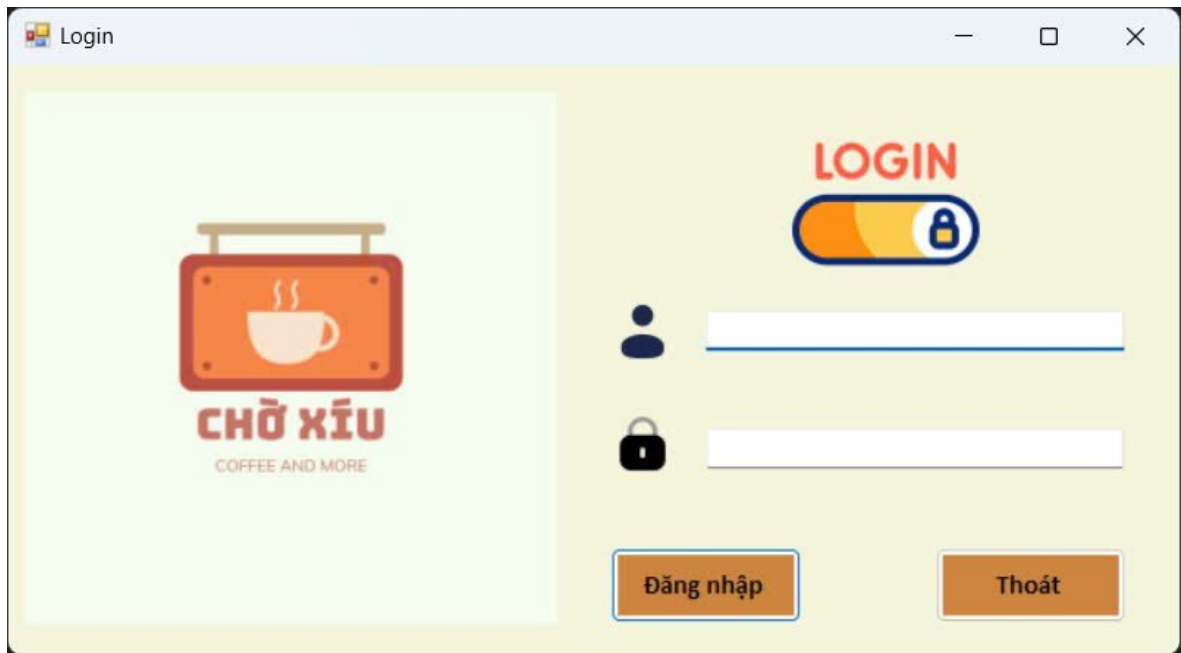 Login
CHỜ XÍU
COFFEE AND MORE
LOGIN
Đăng nhập
Thoát